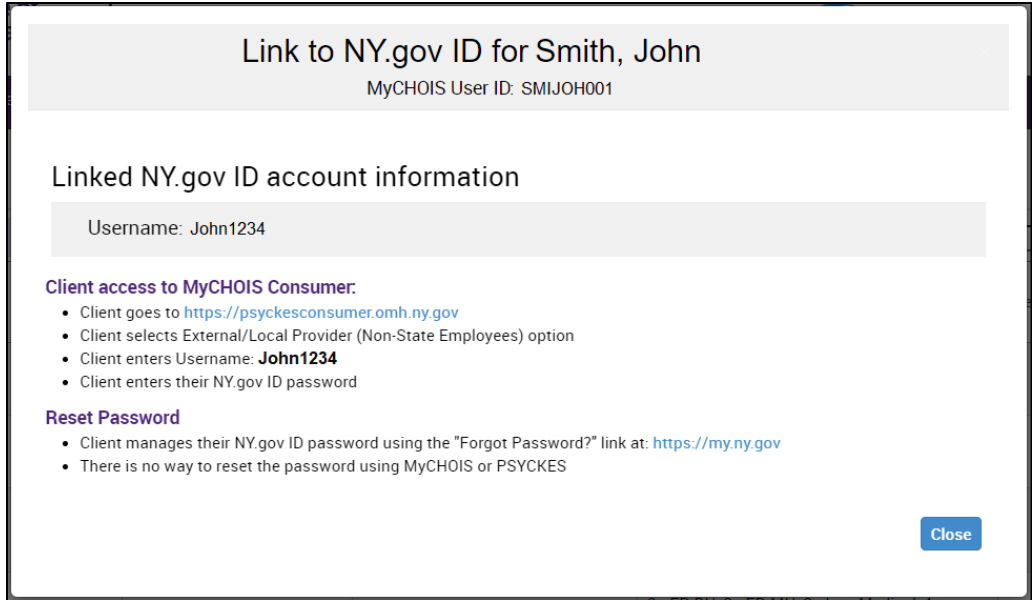 Link to NY.gov ID for Smith, John
MyCHOIS User ID: SMIJOH001
Linked NY.gov ID account information
Username: John1234
Client access to MyCHOIS Consumer:
• Client goes to https://psyckesconsumer.omh.ny.gov
• Client selects External/Local Provider (Non-State Employees) option
• Client enters Username: John1234
• Client enters their NY.gov ID password
Reset Password
• Client manages their NY.gov ID password using the "Forgot Password?" link at: https://my.ny.gov
• There is no way to reset the password using MyCHOIS or PSYCKES
Close